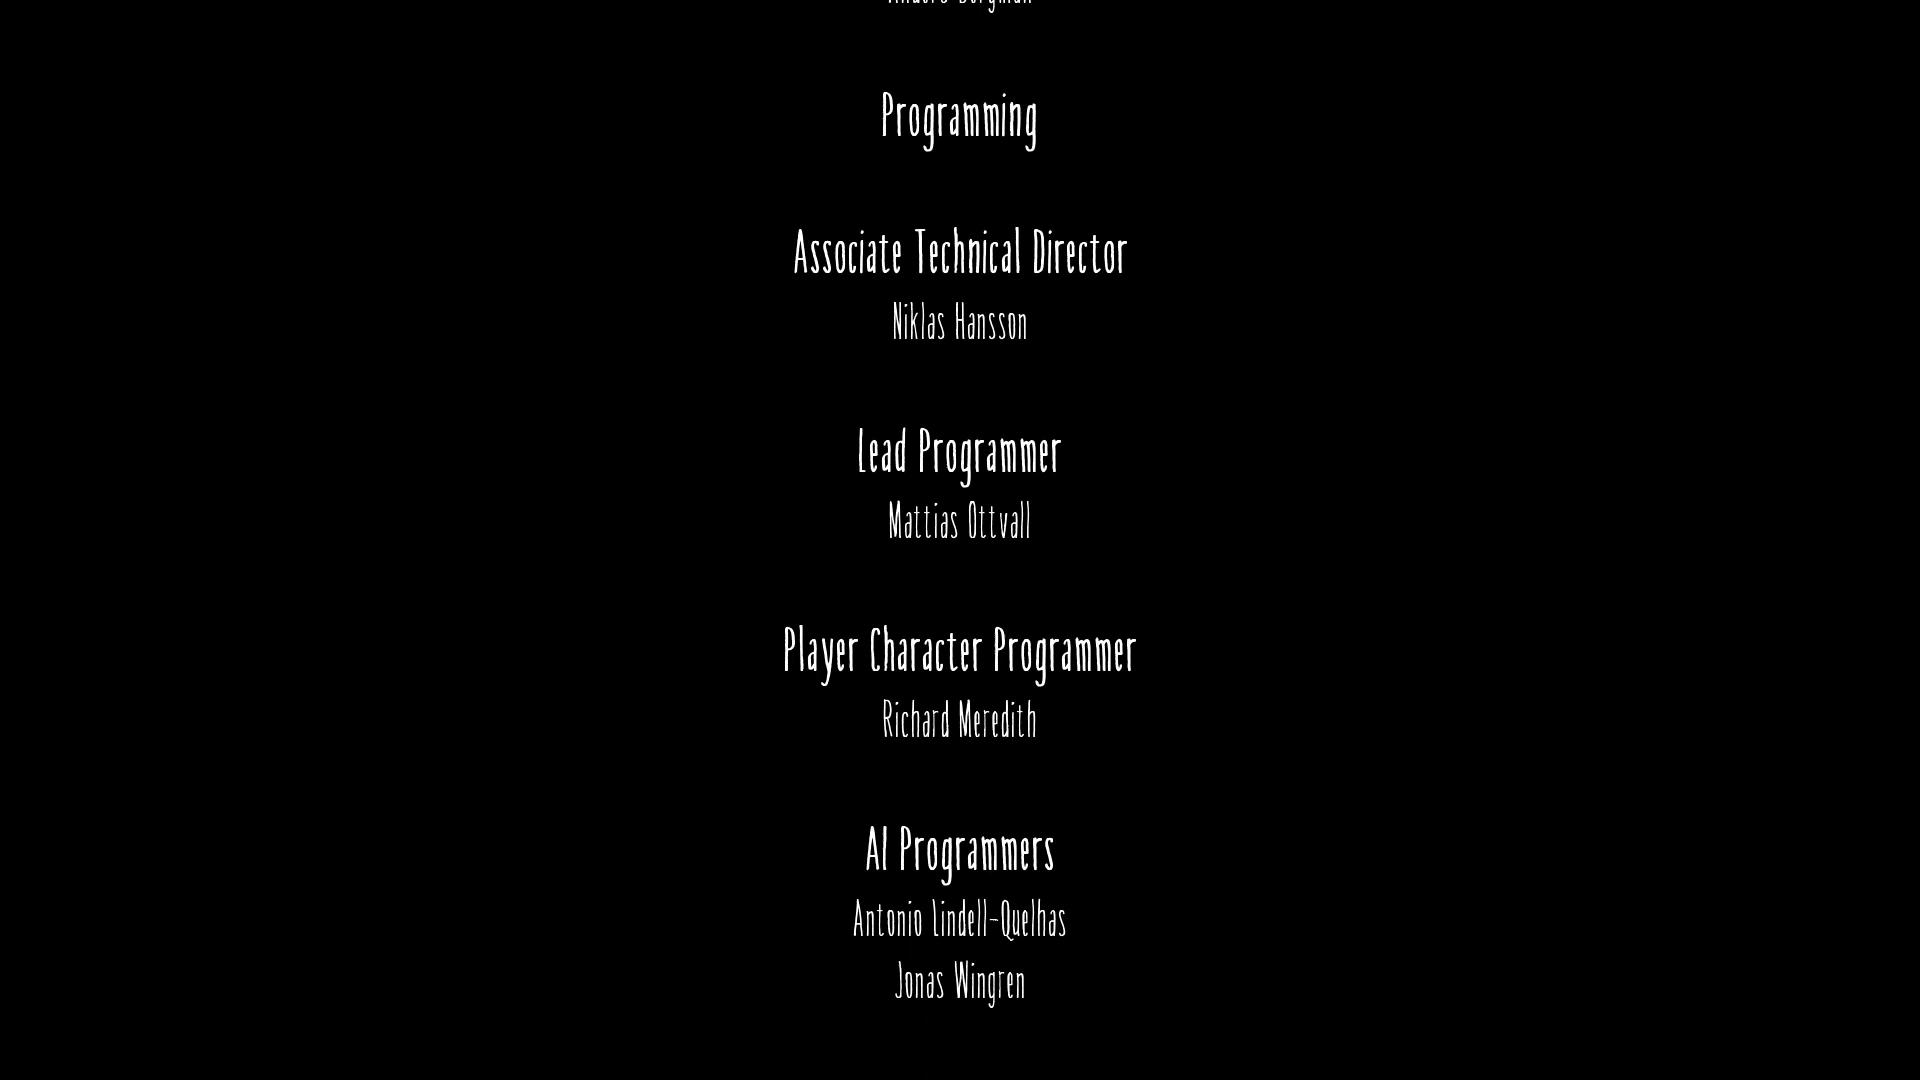 Programming
Associate Technical Director
Niklas Hansson
Lead Programmer
Mattias Ottvall
Player Character Programmer
Richard Meredith
AI Programmers
Antonio Lindell-Quelhas
Jonas Wingren